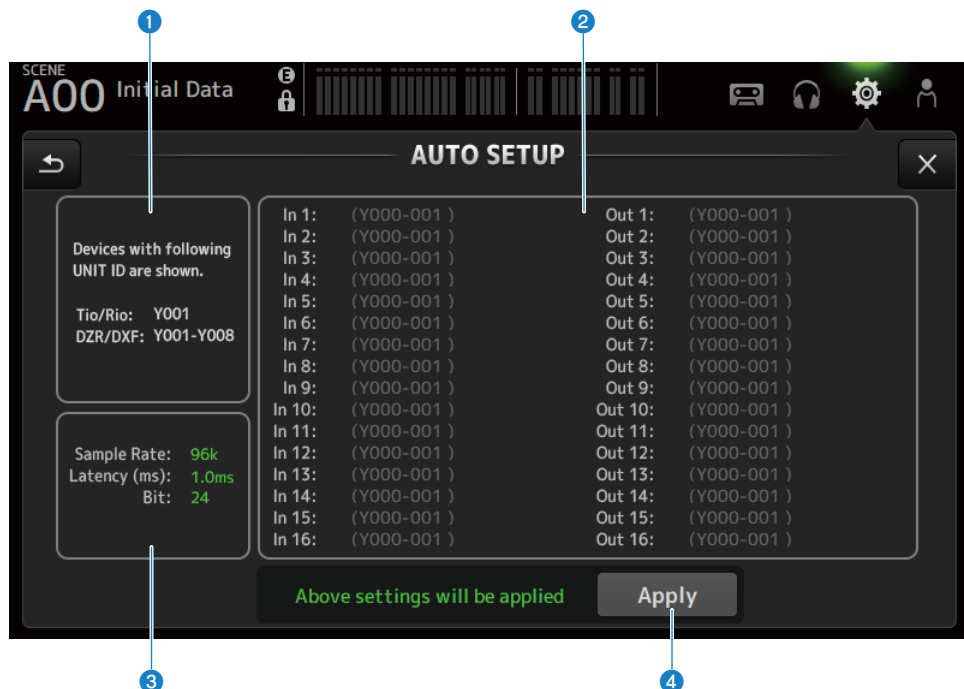 1
2
SCENE
A00 Initial Data
E
AUTO SETUP
Devices with following
UNIT ID are shown.
Tio/Rio: Y001
DZR/DXF: Y001-Y008
Sample Rate: 96k
Latency (ms): 1.0ms
Bit: 24
In 1: (Y000-001 ) Out 1: (Y000-001 )
In 2: (Y000-001 ) Out 2: (Y000-001 )
In 3: (Y000-001 ) Out 3: (Y000-001 )
In 4: (Y000-001 ) Out 4: (Y000-001 )
In 5: (Y000-001 ) Out 5: (Y000-001 )
In 6: (Y000-001 ) Out 6: (Y000-001 )
In 7: (Y000-001 ) Out 7: (Y000-001 )
In 8: (Y000-001 ) Out 8: (Y000-001 )
In 9: (Y000-001 ) Out 9: (Y000-001 )
In 10: (Y000-001 ) Out 10: (Y000-001 )
In 11: (Y000-001 ) Out 11: (Y000-001 )
In 12: (Y000-001 ) Out 12: (Y000-001 )
In 13: (Y000-001 ) Out 13: (Y000-001 )
In 14: (Y000-001 ) Out 14: (Y000-001 )
In 15: (Y000-001 ) Out 15: (Y000-001 )
In 16: (Y000-001 ) Out 16: (Y000-001 )
Above settings will be applied
Apply
3
4